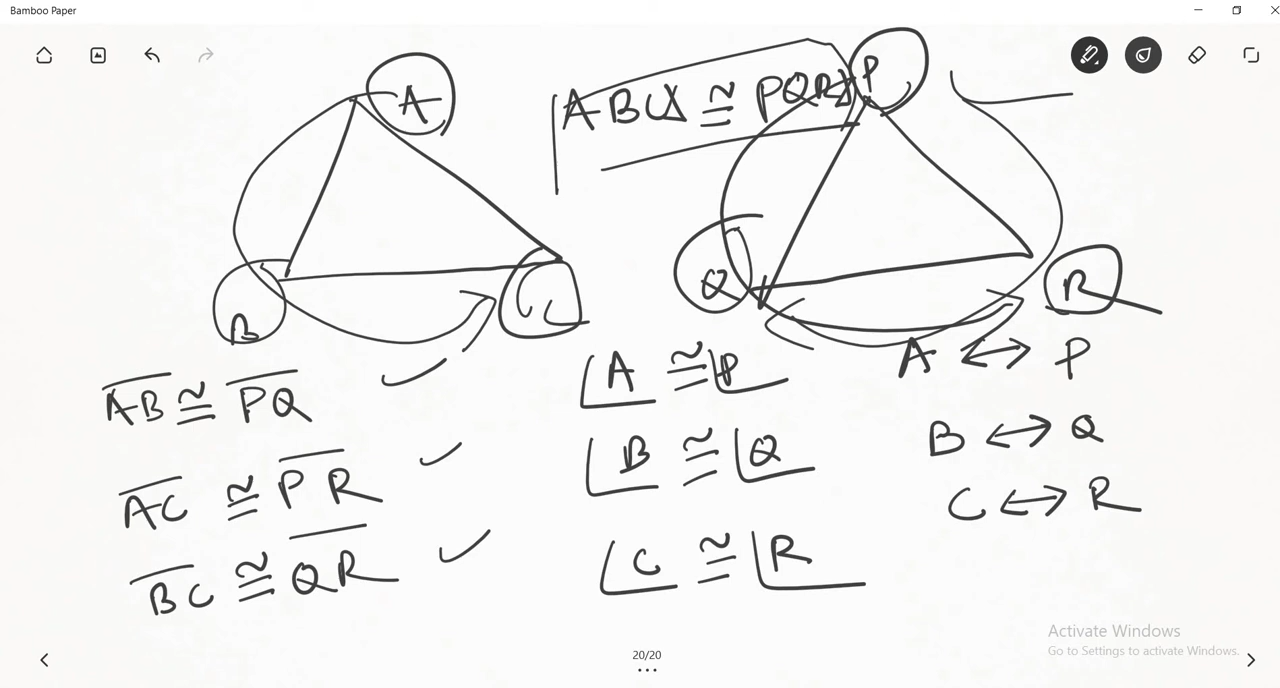 Bamboo Paper
A
P
ABC ≅ PQR
B
C
Q
R
A ↔ P
B ↔ Q
C ↔ R
AB ≅ PQ
AC ≅ PR
BC ≅ QR
∠A ≅ ∠P
∠B ≅ ∠Q
∠C ≅ ∠R
Activate Windows
Go to Settings to activate Windows.
20/20